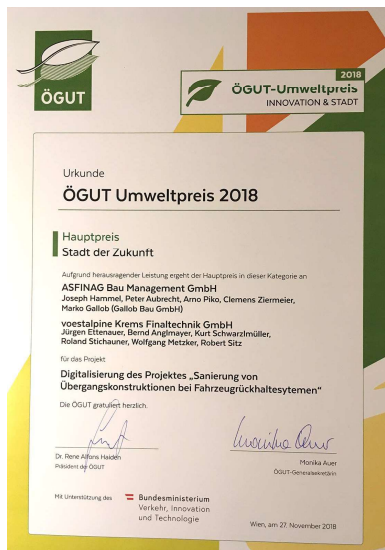 ÖGUT
2018
ÖGUT-Umweltpreis
INNOVATION & STADT
Urkunde
ÖGUT Umweltpreis 2018
Hauptpreis
Stadt der Zukunft
Aufgrund herausragender Leistung ergeht der Hauptpreis in dieser Kategorie an
ASFINAG Bau Management GmbH
Joseph Hammel, Peter Aubrecht, Arno Piko, Clemens Ziermeier,
Marko Gallob (Gallob Bau GmbH)
voestalpine Krems Finaltechnik GmbH
Jürgen Ettenauer, Bernd Anglmayer, Kurt Schwarzlmüller,
Roland Stichauner, Wolfgang Metzker, Robert Sitz
für das Projekt
Digitalisierung des Projektes „Sanierung von
Übergangskonstruktionen bei Fahrzeugrückhaltesytemen“
Die ÖGUT gratuliert herzlich.
Dr. Rene Alfons Haiden
Präsident der ÖGUT
Monika Auer
ÖGUT-Generalsekretärin
Mit Unterstützung des
Bundesministerium
Verkehr, Innovation
und Technologie
Wien, am 27. November 2018